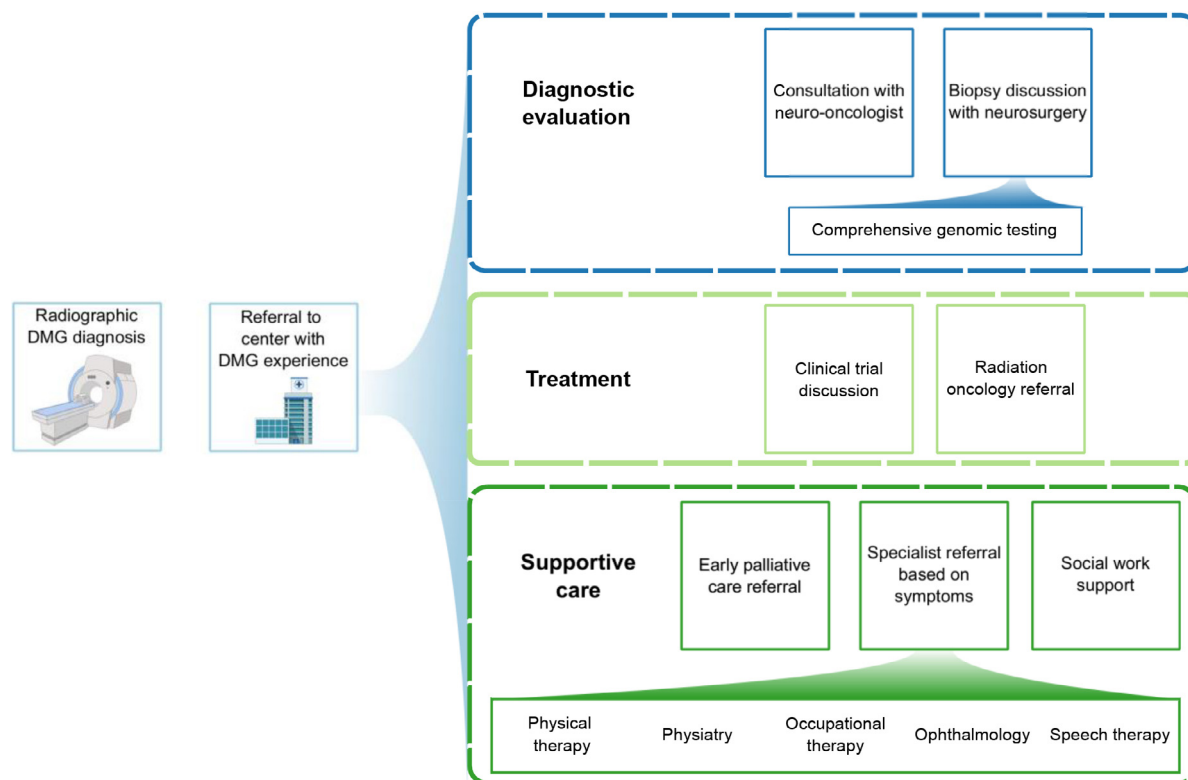 Radiographic
DMG diagnosis
Referral to
center with
DMG experience
Diagnostic
evaluation
Consultation with
neuro-oncologist
Biopsy discussion
with neurosurgery
Comprehensive genomic testing
Treatment
Clinical trial
discussion
Radiation
oncology referral
Supportive
care
Early palliative
care referral
Specialist referral
based on
symptoms
Social work
support
Physical
therapy
Physiatry
Occupational
therapy
Ophthalmology
Speech therapy